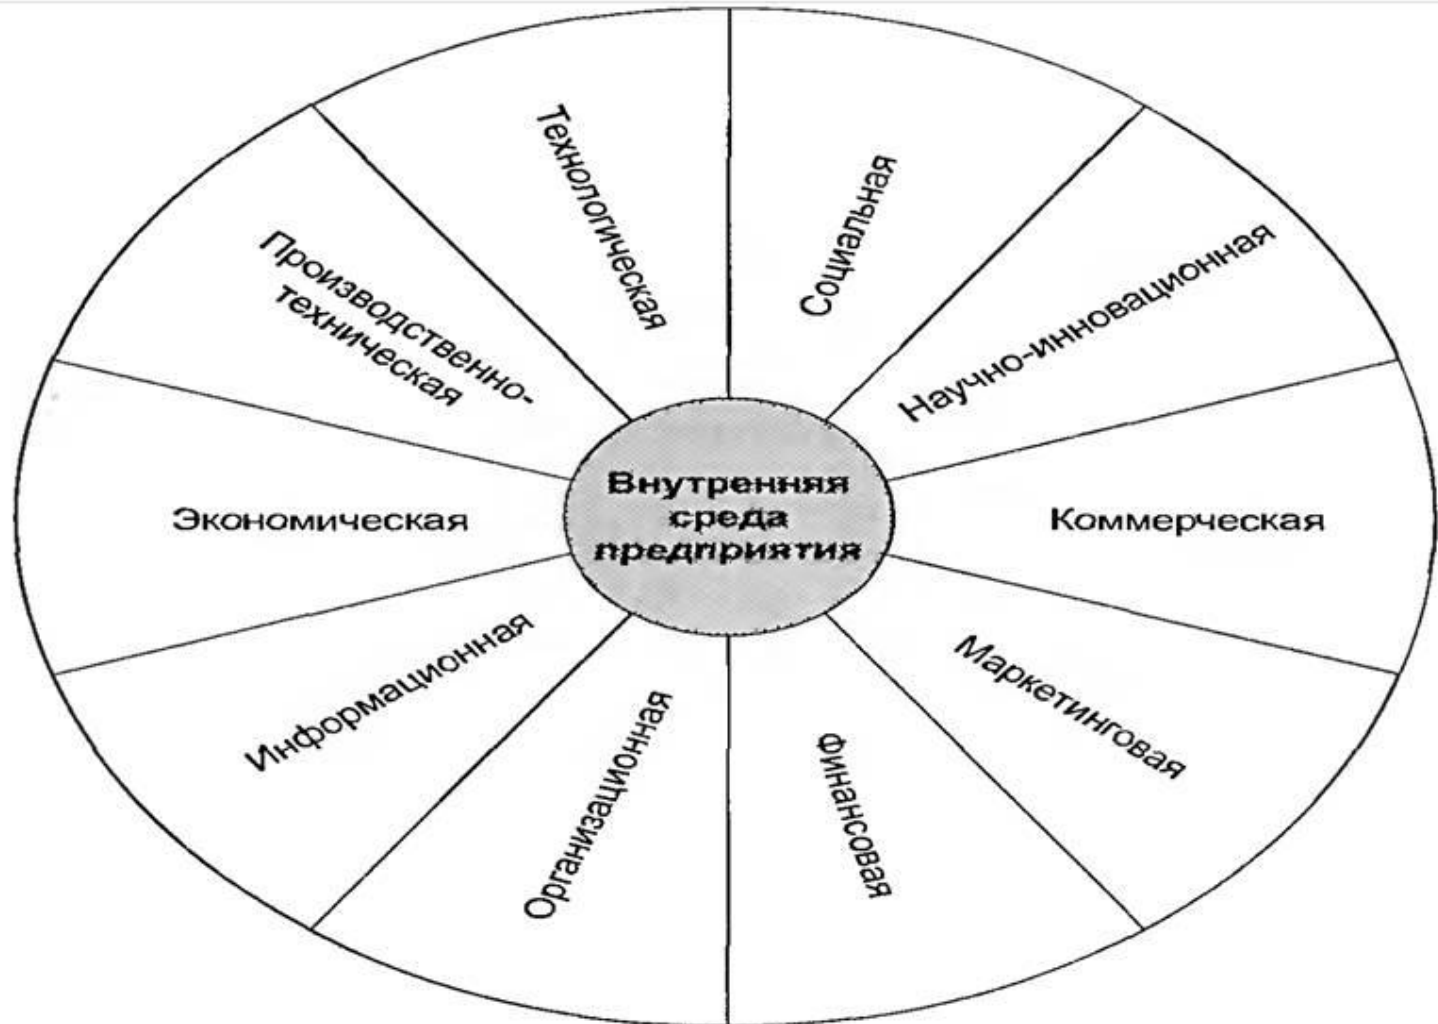 Технологическая
Социальная
Научно-инновационная
Коммерческая
Маркетинговая
Финансовая
Организационная
Информационная
Экономическая
Производственно-
техническая
Внутренняя
среда
предприятия